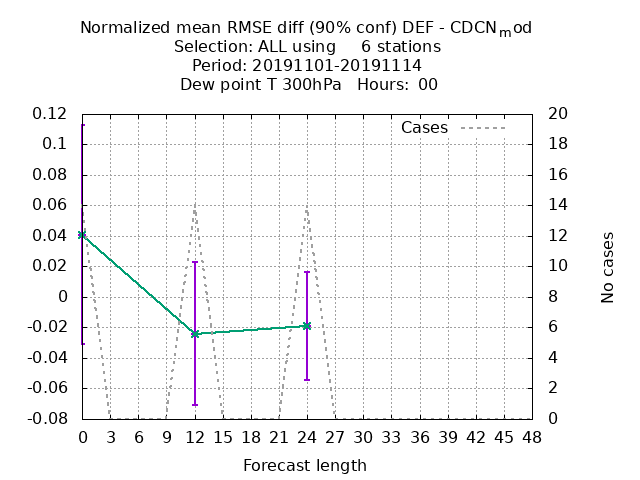 Normalized mean RMSE diff (90% conf) DEF - CDCN_mod
Selection: ALL using     6 stations
Period: 20191101-20191114
Dew point T 300hPa   Hours:  00
Cases
0.12
0.1
0.08
0.06
0.04
0.02
0
-0.02
-0.04
-0.06
-0.08
20
18
16
14
12
10
8
6
4
2
0
No cases
0 3 6 9 12 15 18 21 24 27 30 33 36 39 42 45 48
Forecast length